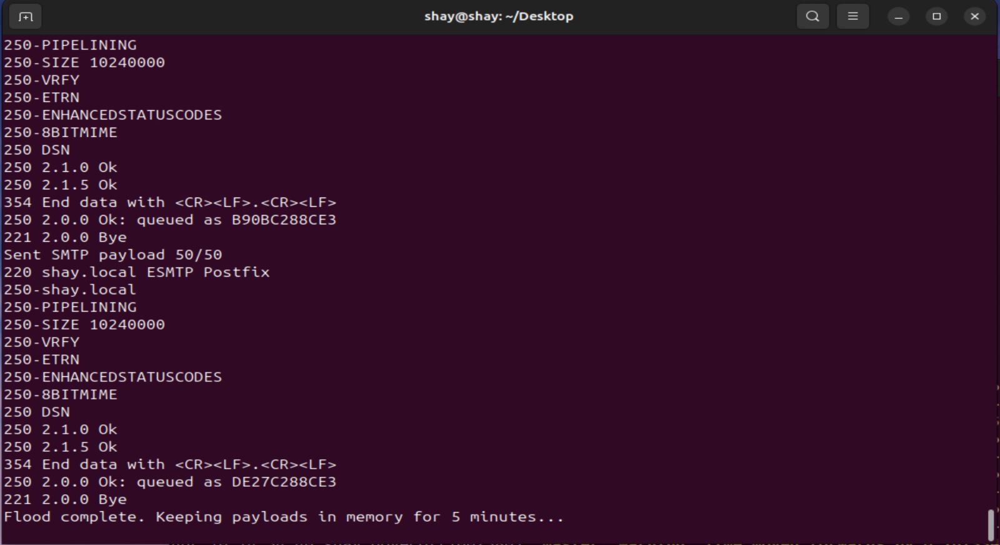 shay@shay: ~/Desktop
250-PIPELINING
250-SIZE 10240000
250-VRFY
250-ETRN
250-ENHANCEDSTATUSCODES
250-8BITMIME
250 DSN
250 2.1.0 Ok
250 2.1.5 Ok
354 End data with <CR><LF>.<CR><LF>
250 2.0.0 Ok: queued as B90BC288CE3
221 2.0.0 Bye
Sent SMTP payload 50/50
220 shay.local ESMTP Postfix
250-shay.local
250-PIPELINING
250-SIZE 10240000
250-VRFY
250-ETRN
250-ENHANCEDSTATUSCODES
250-8BITMIME
250 DSN
250 2.1.0 Ok
250 2.1.5 Ok
354 End data with <CR><LF>.<CR><LF>
250 2.0.0 Ok: queued as DE27C288CE3
221 2.0.0 Bye
Flood complete. Keeping payloads in memory for 5 minutes...